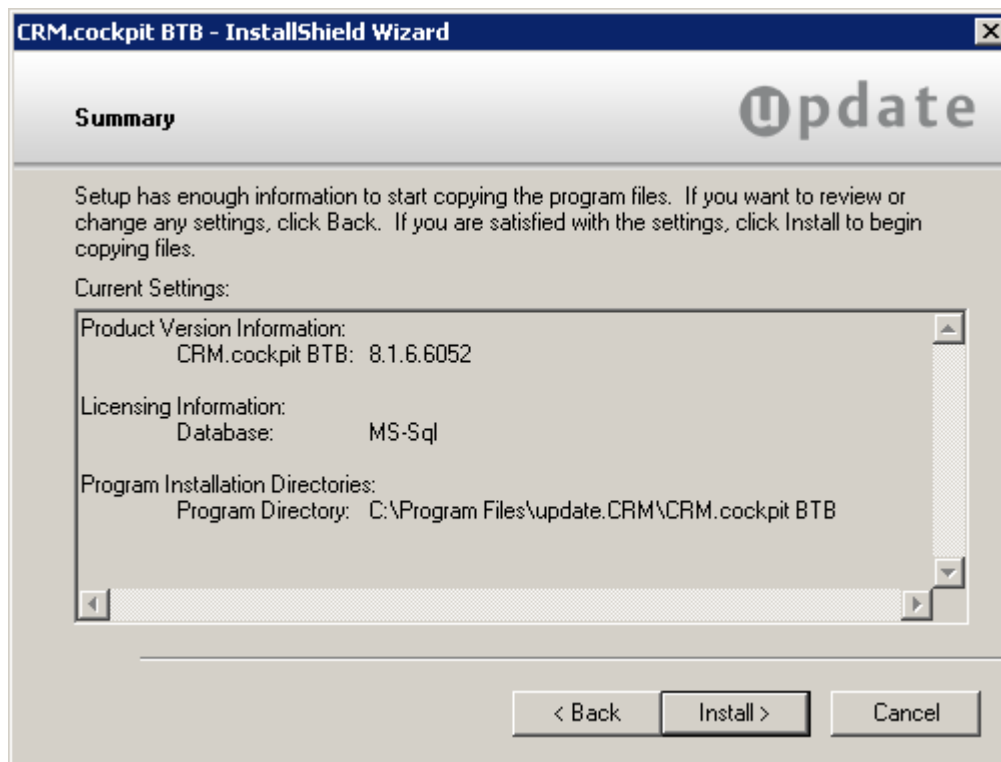 CRM.cockpit BTB - InstallShield Wizard
Summary
update
Setup has enough information to start copying the program files.  If you want to review or
change any settings, click Back.  If you are satisfied with the settings, click Install to begin
copying files.
Current Settings:
Product Version Information:
CRM.cockpit BTB: 8.1.6.6052
Licensing Information:
Database: MS-Sql
Program Installation Directories:
Program Directory: C:\Program Files\update.CRM\CRM.cockpit BTB
< Back
Install >
Cancel